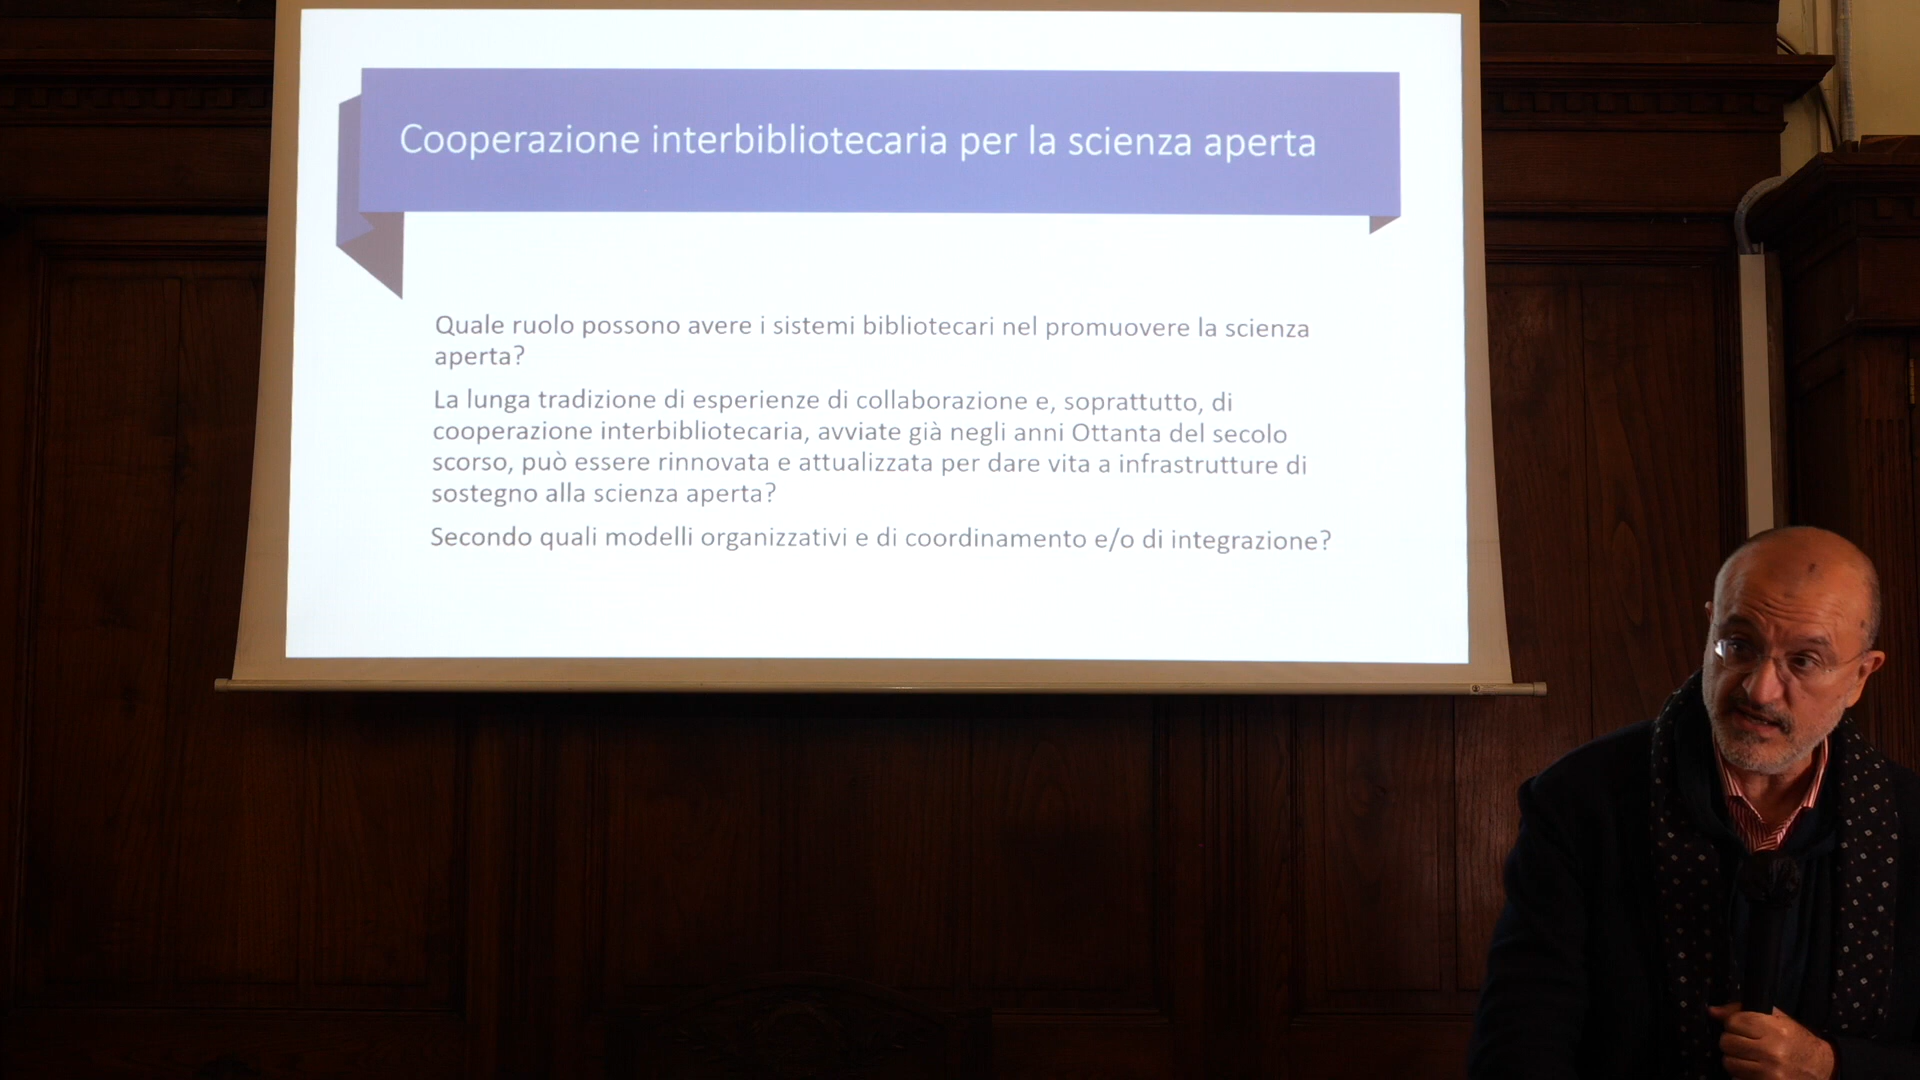 Cooperazione interbibliotecaria per la scienza aperta
Quale ruolo possono avere i sistemi bibliotecari nel promuovere la scienza
aperta?
La lunga tradizione di esperienze di collaborazione e, soprattutto, di
cooperazione interbibliotecaria, avviate già negli anni Ottanta del secolo
scorso, può essere rinnovata e attualizzata per dare vita a infrastrutture di
sostegno alla scienza aperta?
Secondo quali modelli organizzativi e di coordinamento e/o di integrazione?